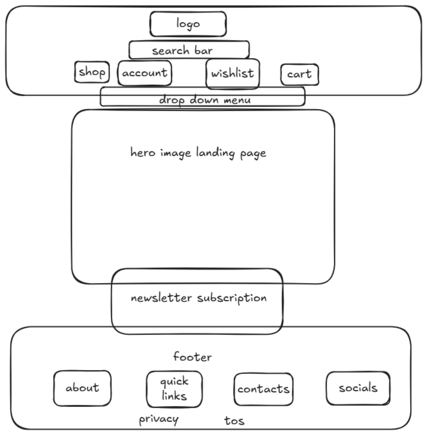 logo
search bar
shop account wishlist cart
drop down menu
hero image landing page
newsletter subscription
footer
about quick links contacts socials
privacy tos